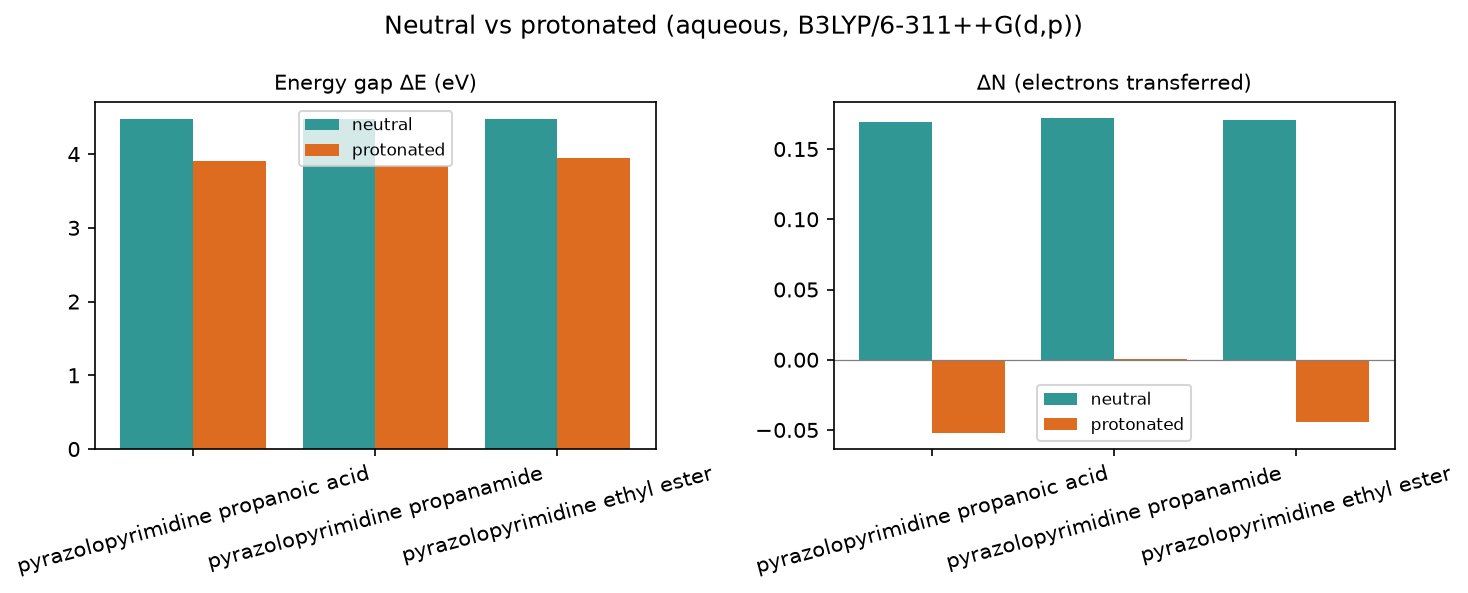 Neutral vs protonated (aqueous, B3LYP/6-311++G(d,p))
Energy gap ΔE (eV)
neutral
protonated
4
3
2
1
0
pyrazolopyrimidine propanoic acid
pyrazolopyrimidine propanamide
pyrazolopyrimidine ethyl ester
ΔN (electrons transferred)
0.15
0.10
0.05
0.00
−0.05
neutral
protonated
pyrazolopyrimidine propanoic acid
pyrazolopyrimidine propanamide
pyrazolopyrimidine ethyl ester